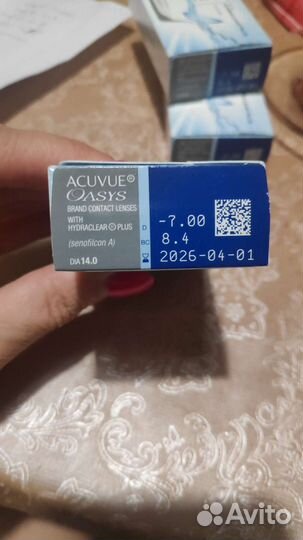 ACUVUE®
OASYS
BRAND CONTACT LENSES
WITH
HYDRACLEAR® PLUS
(senofilcon A)
DIA 14.0
D -7.00
BC 8.4
2026-04-01
Avito